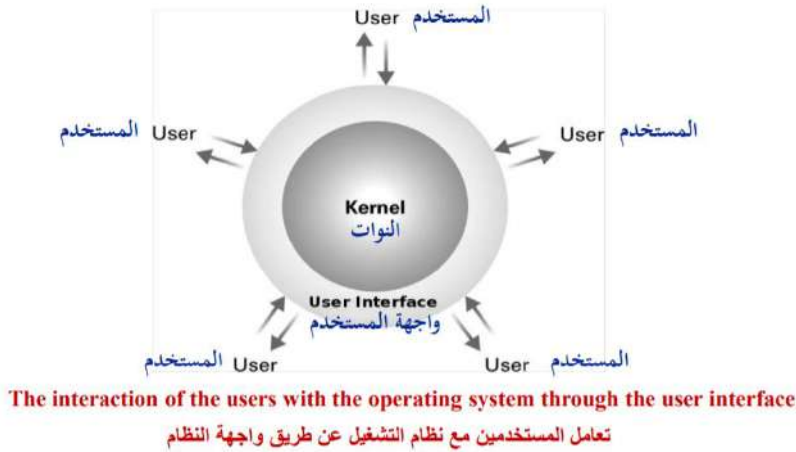 User المستخدم
المستخدم User
User المستخدم
Kernel
النوات
User Interface
واجهة المستخدم
المستخدم User
User المستخدم
The interaction of the users with the operating system through the user interface
تعامل المستخدمين مع نظام التشغيل عن طريق واجهة النظام